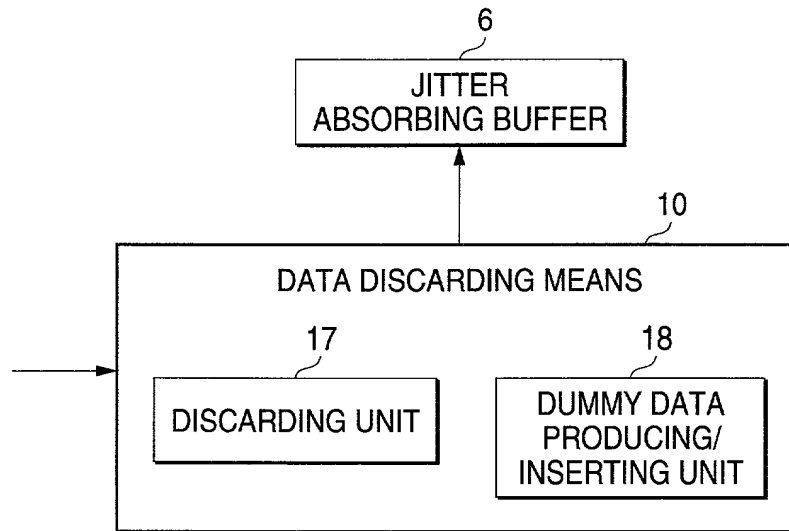 6
JITTER
ABSORBING BUFFER
10
DATA DISCARDING MEANS
17
DISCARDING UNIT
18
DUMMY DATA
PRODUCING/
INSERTING UNIT